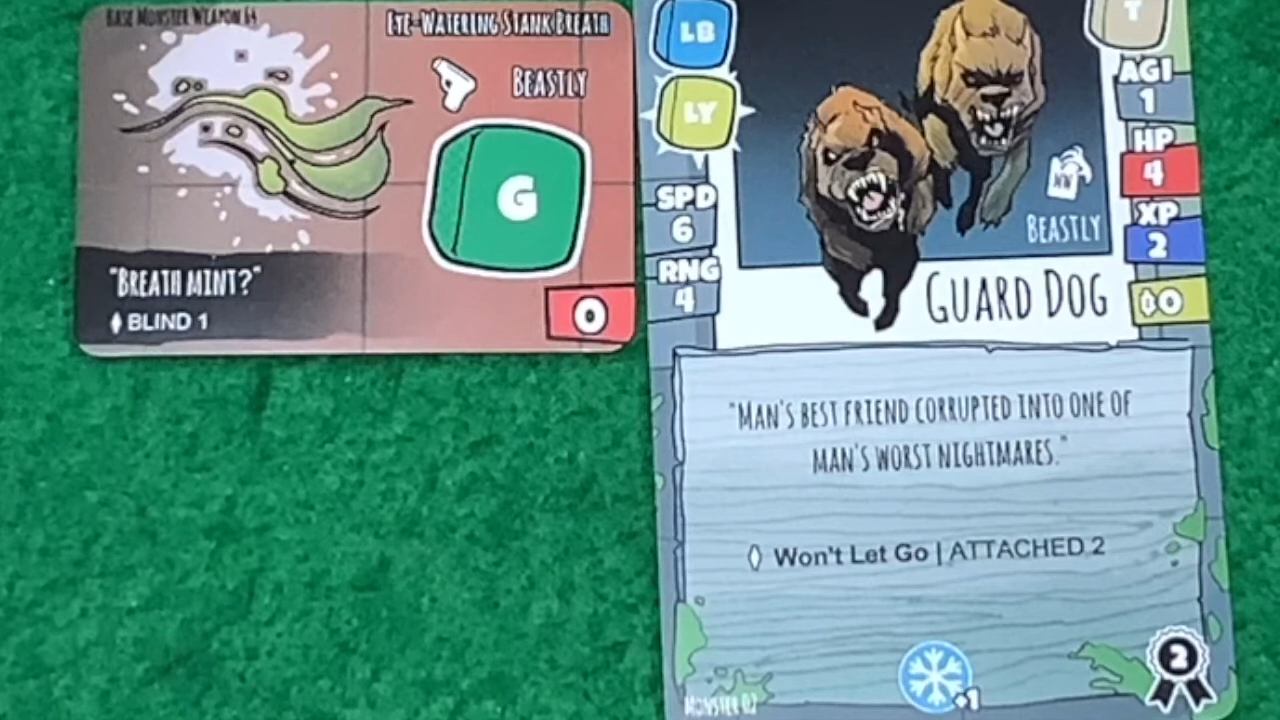 BASE MONSTER WEAPON 64
EYE-WATERING STANK BREATH
BEASTLY
G
"BREATH MINT?"
BLIND 1
0
LB
LY
SPD
6
RNG
4
T
AGI
1
HP
4
XP
2
0
BEASTLY
GUARD DOG
"MAN'S BEST FRIEND CORRUPTED INTO ONE OF
MAN'S WORST NIGHTMARES."
Won't Let Go | ATTACHED 2
+1
2
MONSTER 02